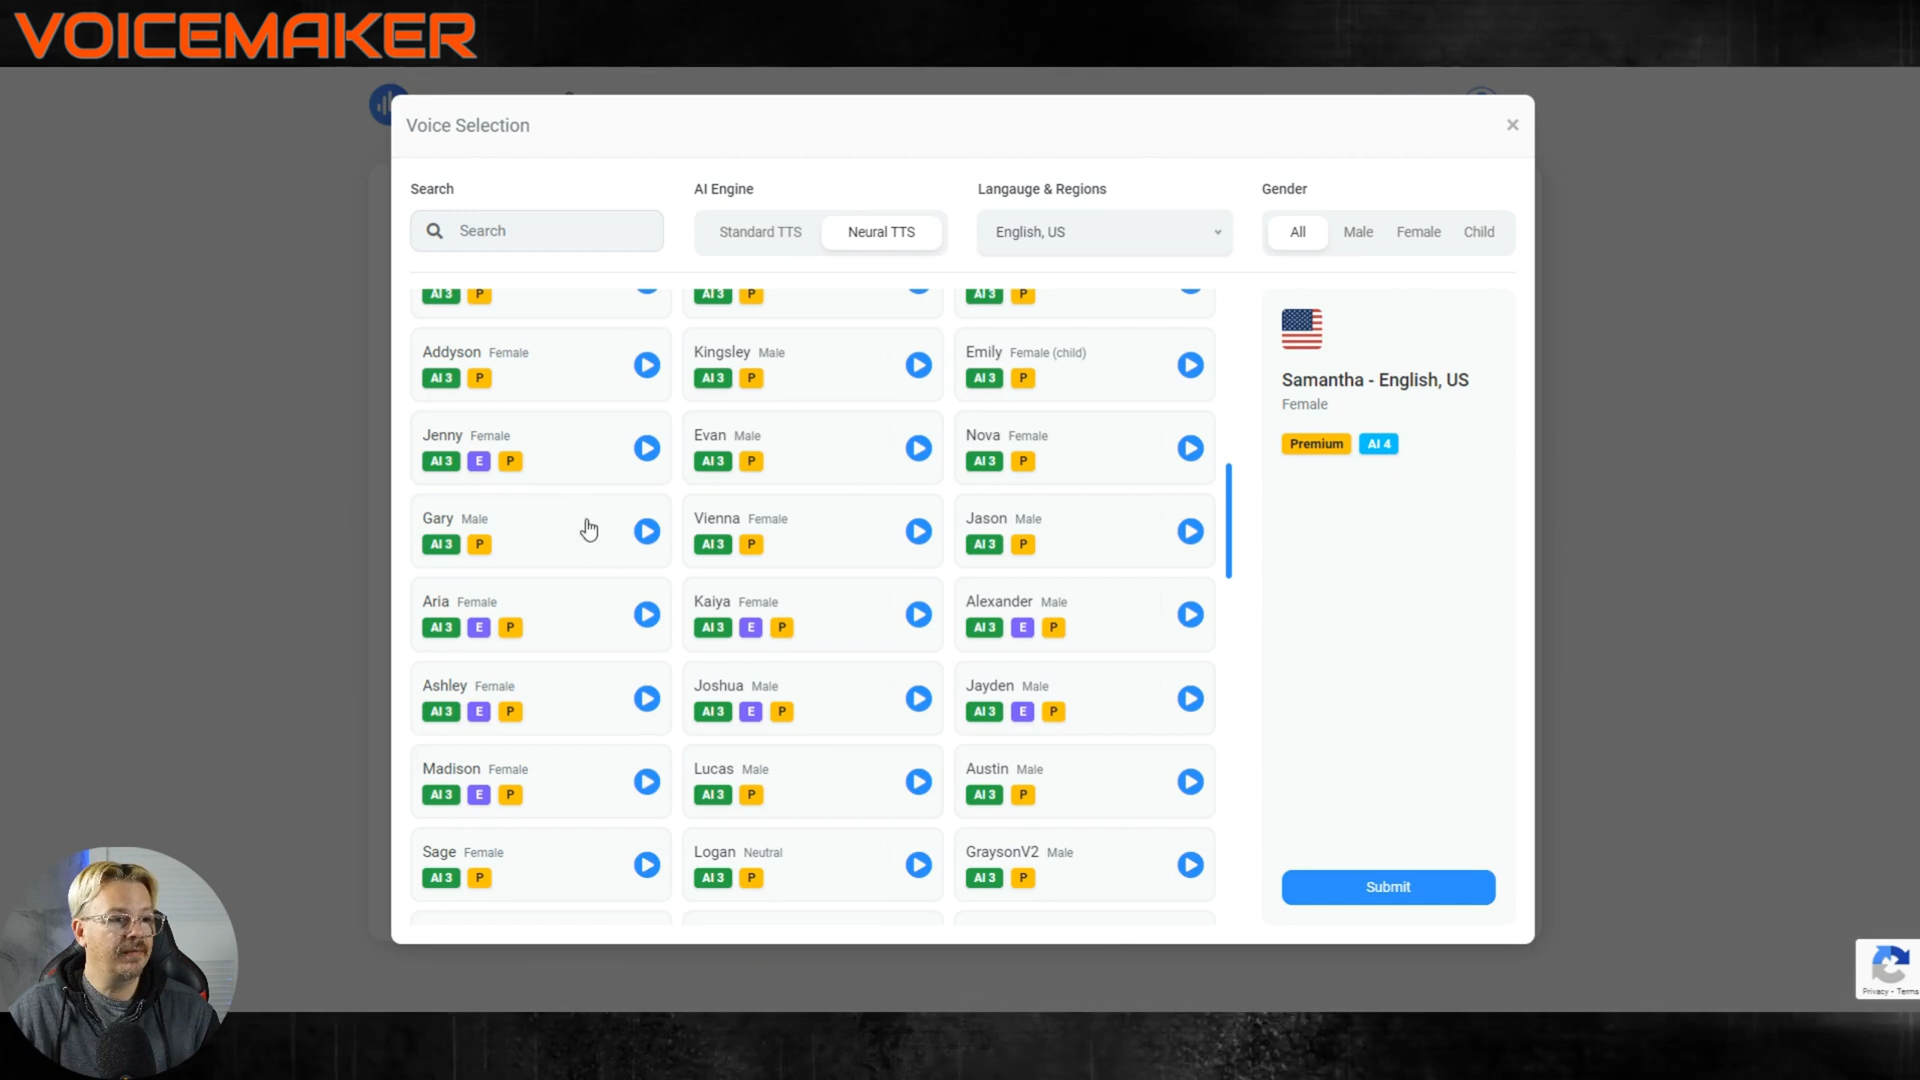 VOICEMAKER
Voice Selection
×
Search
AI Engine
Langauge & Regions
Gender
Search
Standard TTS
Neural TTS
English, US
All
Male
Female
Child
AI 3 P
AI 3 P
AI 3 P
Addyson Female
AI 3 P
Kingsley Male
AI 3 P
Emily Female (child)
AI 3 P
Jenny Female
AI 3 E P
Evan Male
AI 3 P
Nova Female
AI 3 P
Gary Male
AI 3 P
Vienna Female
AI 3 P
Jason Male
AI 3 P
Aria Female
AI 3 E P
Kaiya Female
AI 3 E P
Alexander Male
AI 3 E P
Ashley Female
AI 3 E P
Joshua Male
AI 3 E P
Jayden Male
AI 3 E P
Madison Female
AI 3 E P
Lucas Male
AI 3 P
Austin Male
AI 3 P
Sage Female
AI 3 P
Logan Neutral
AI 3 P
GraysonV2 Male
AI 3 P
Samantha - English, US
Female
Premium AI 4
Submit
Privacy - Terms